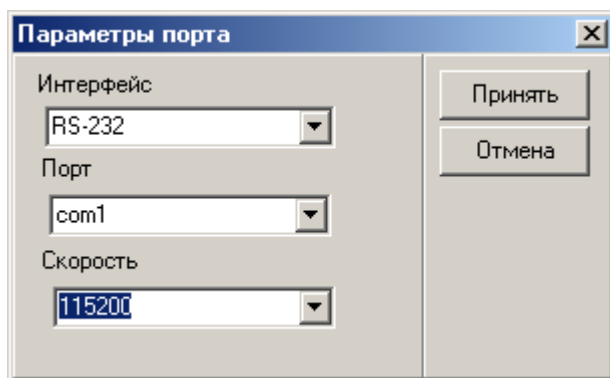 Параметры порта
Интерфейс
RS-232
Порт
com1
Скорость
115200
Принять
Отмена